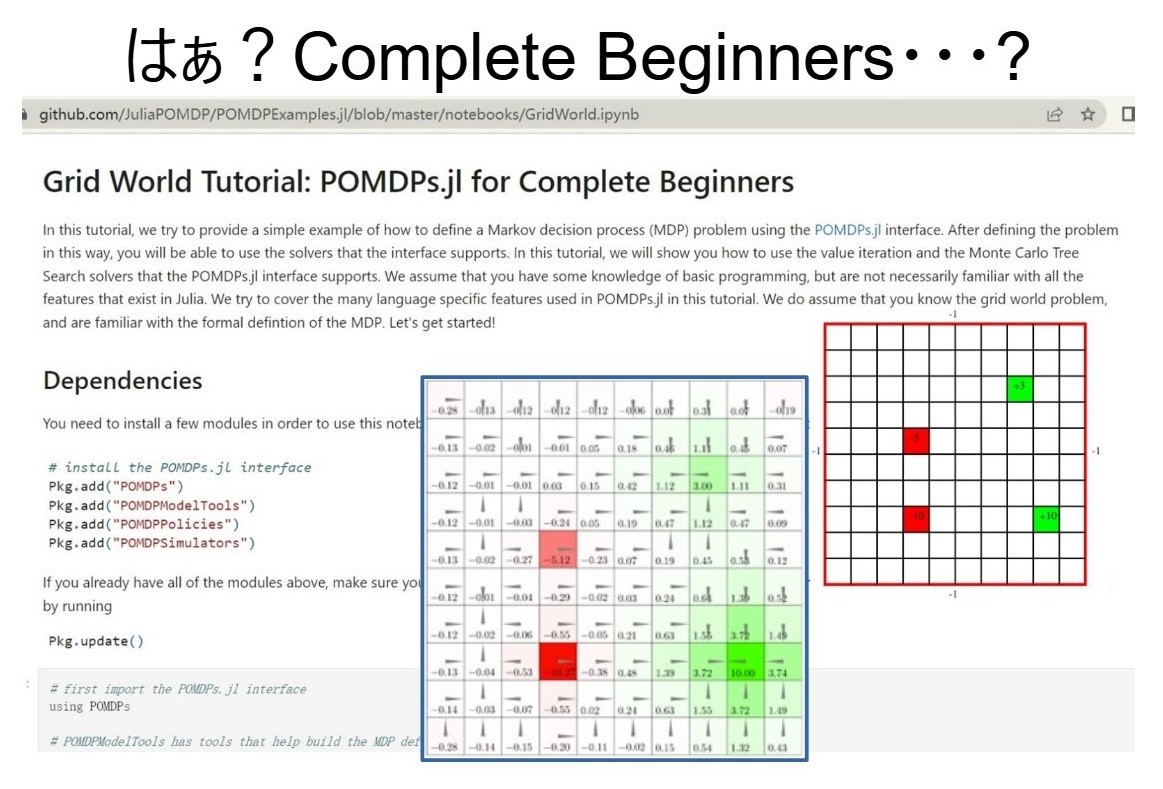 はぁ？Complete Beginners・・・?
github.com/JuliaPOMDP/POMDPExamples.jl/blob/master/notebooks/GridWorld.ipynb
Grid World Tutorial: POMDPs.jl for Complete Beginners
In this tutorial, we try to provide a simple example of how to define a Markov decision process (MDP) problem using the POMDPs.jl interface. After defining the problem
in this way, you will be able to use the solvers that the interface supports. In this tutorial, we will show you how to use the value iteration and the Monte Carlo Tree
Search solvers that the POMDPs.jl interface supports. We assume that you have some knowledge of basic programming, but are not necessarily familiar with all the
features that exist in Julia. We try to cover the many language specific features used in POMDPs.jl in this tutorial. We do assume that you know the grid world problem,
and are familiar with the formal defintion of the MDP. Let's get started!
-1
+3
-5
-1 -1
-10 +10
-1
Dependencies
You need to install a few modules in order to use this noteb
# install the POMDPs.jl interface
Pkg.add("POMDPs")
Pkg.add("POMDPModelTools")
Pkg.add("POMDPPolicies")
Pkg.add("POMDPSimulators")
If you already have all of the modules above, make sure you
by running
Pkg.update()
# first import the POMDPs.jl interface
using POMDPs
# POMDPModelTools has tools that help build the MDP def
-0.28 -0.13 -0.12 -0.12 -0.12 -0.06 0.07 0.31 0.07 -0.19
-0.13 -0.02 -0.01 -0.01 0.05 0.18 0.46 1.11 0.45 0.07
-0.12 -0.01 -0.01 0.03 0.15 0.42 1.12 3.00 1.11 0.31
-0.12 -0.01 -0.03 -0.24 0.05 0.19 0.47 1.12 0.47 0.09
-0.13 -0.02 -0.27 -5.12 -0.23 0.07 0.19 0.45 0.53 0.12
-0.12 -0.01 -0.04 -0.29 -0.02 0.03 0.24 0.64 1.39 0.52
-0.12 -0.02 -0.06 -0.55 -0.05 0.21 0.63 1.55 3.72 1.49
-0.13 -0.04 -0.53 -0.38 0.48 1.39 3.72 10.00 3.74
-0.14 -0.03 -0.07 -0.55 0.02 0.24 0.63 1.55 3.72 1.49
-0.28 -0.14 -0.15 -0.20 -0.11 -0.02 0.15 0.54 1.32 0.43